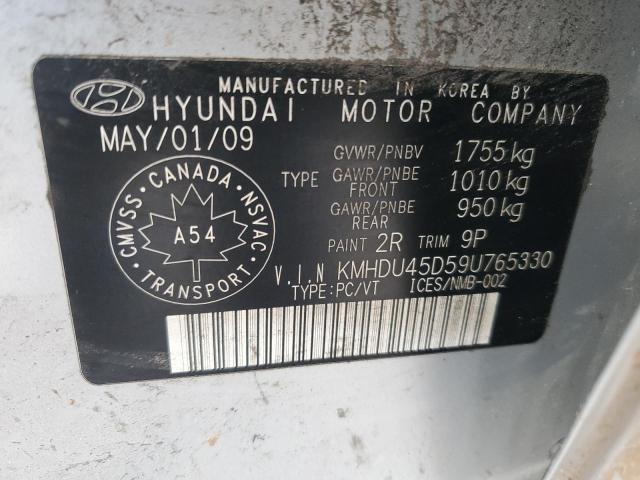 MANUFACTURED IN KOREA BY
HYUNDAI MOTOR COMPANY
MAY/01/09
GVWR/PNBV 1755 kg
TYPE GAWR/PNBE FRONT 1010 kg
GAWR/PNBE REAR 950 kg
PAINT 2R TRIM 9P
CMVSS · CANADA · NSVAC · TRANSPORT ·
A54
V.I.N KMHDU45D59U765330
TYPE:PC/VT ICES/NMB-002